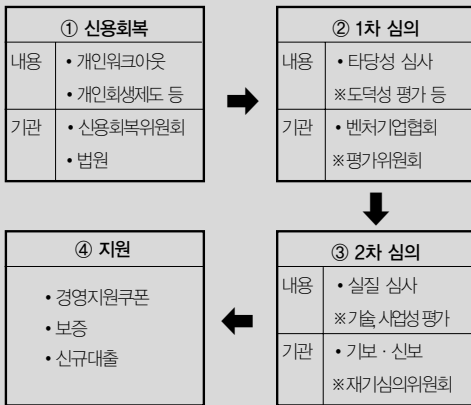 ① 신용회복
내용
• 개인워크아웃
• 개인회생제도 등
기관
• 신용회복위원회
• 법원
② 1차 심의
내용
• 타당성 심사
※도덕성 평가 등
기관
• 벤처기업협회
※평가위원회
③ 2차 심의
내용
• 실질 심사
※기술, 사업성 평가
기관
• 기보 · 신보
※재기심의위원회
④ 지원
• 경영지원쿠폰
• 보증
• 신규대출